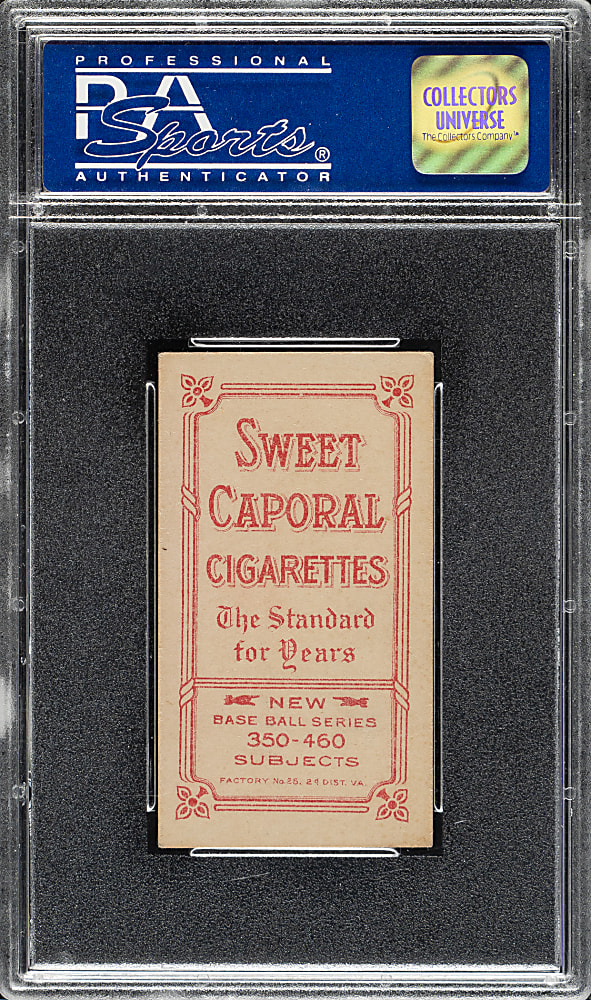 PROFESSIONAL
PSA
Sports®
AUTHENTICATOR
COLLECTORS
UNIVERSE
The Collectors Company™
SWEET
CAPORAL
CIGARETTES
The Standard
for Years
NEW
BASE BALL SERIES
350-460
SUBJECTS
FACTORY No. 25, 2d DIST. VA.